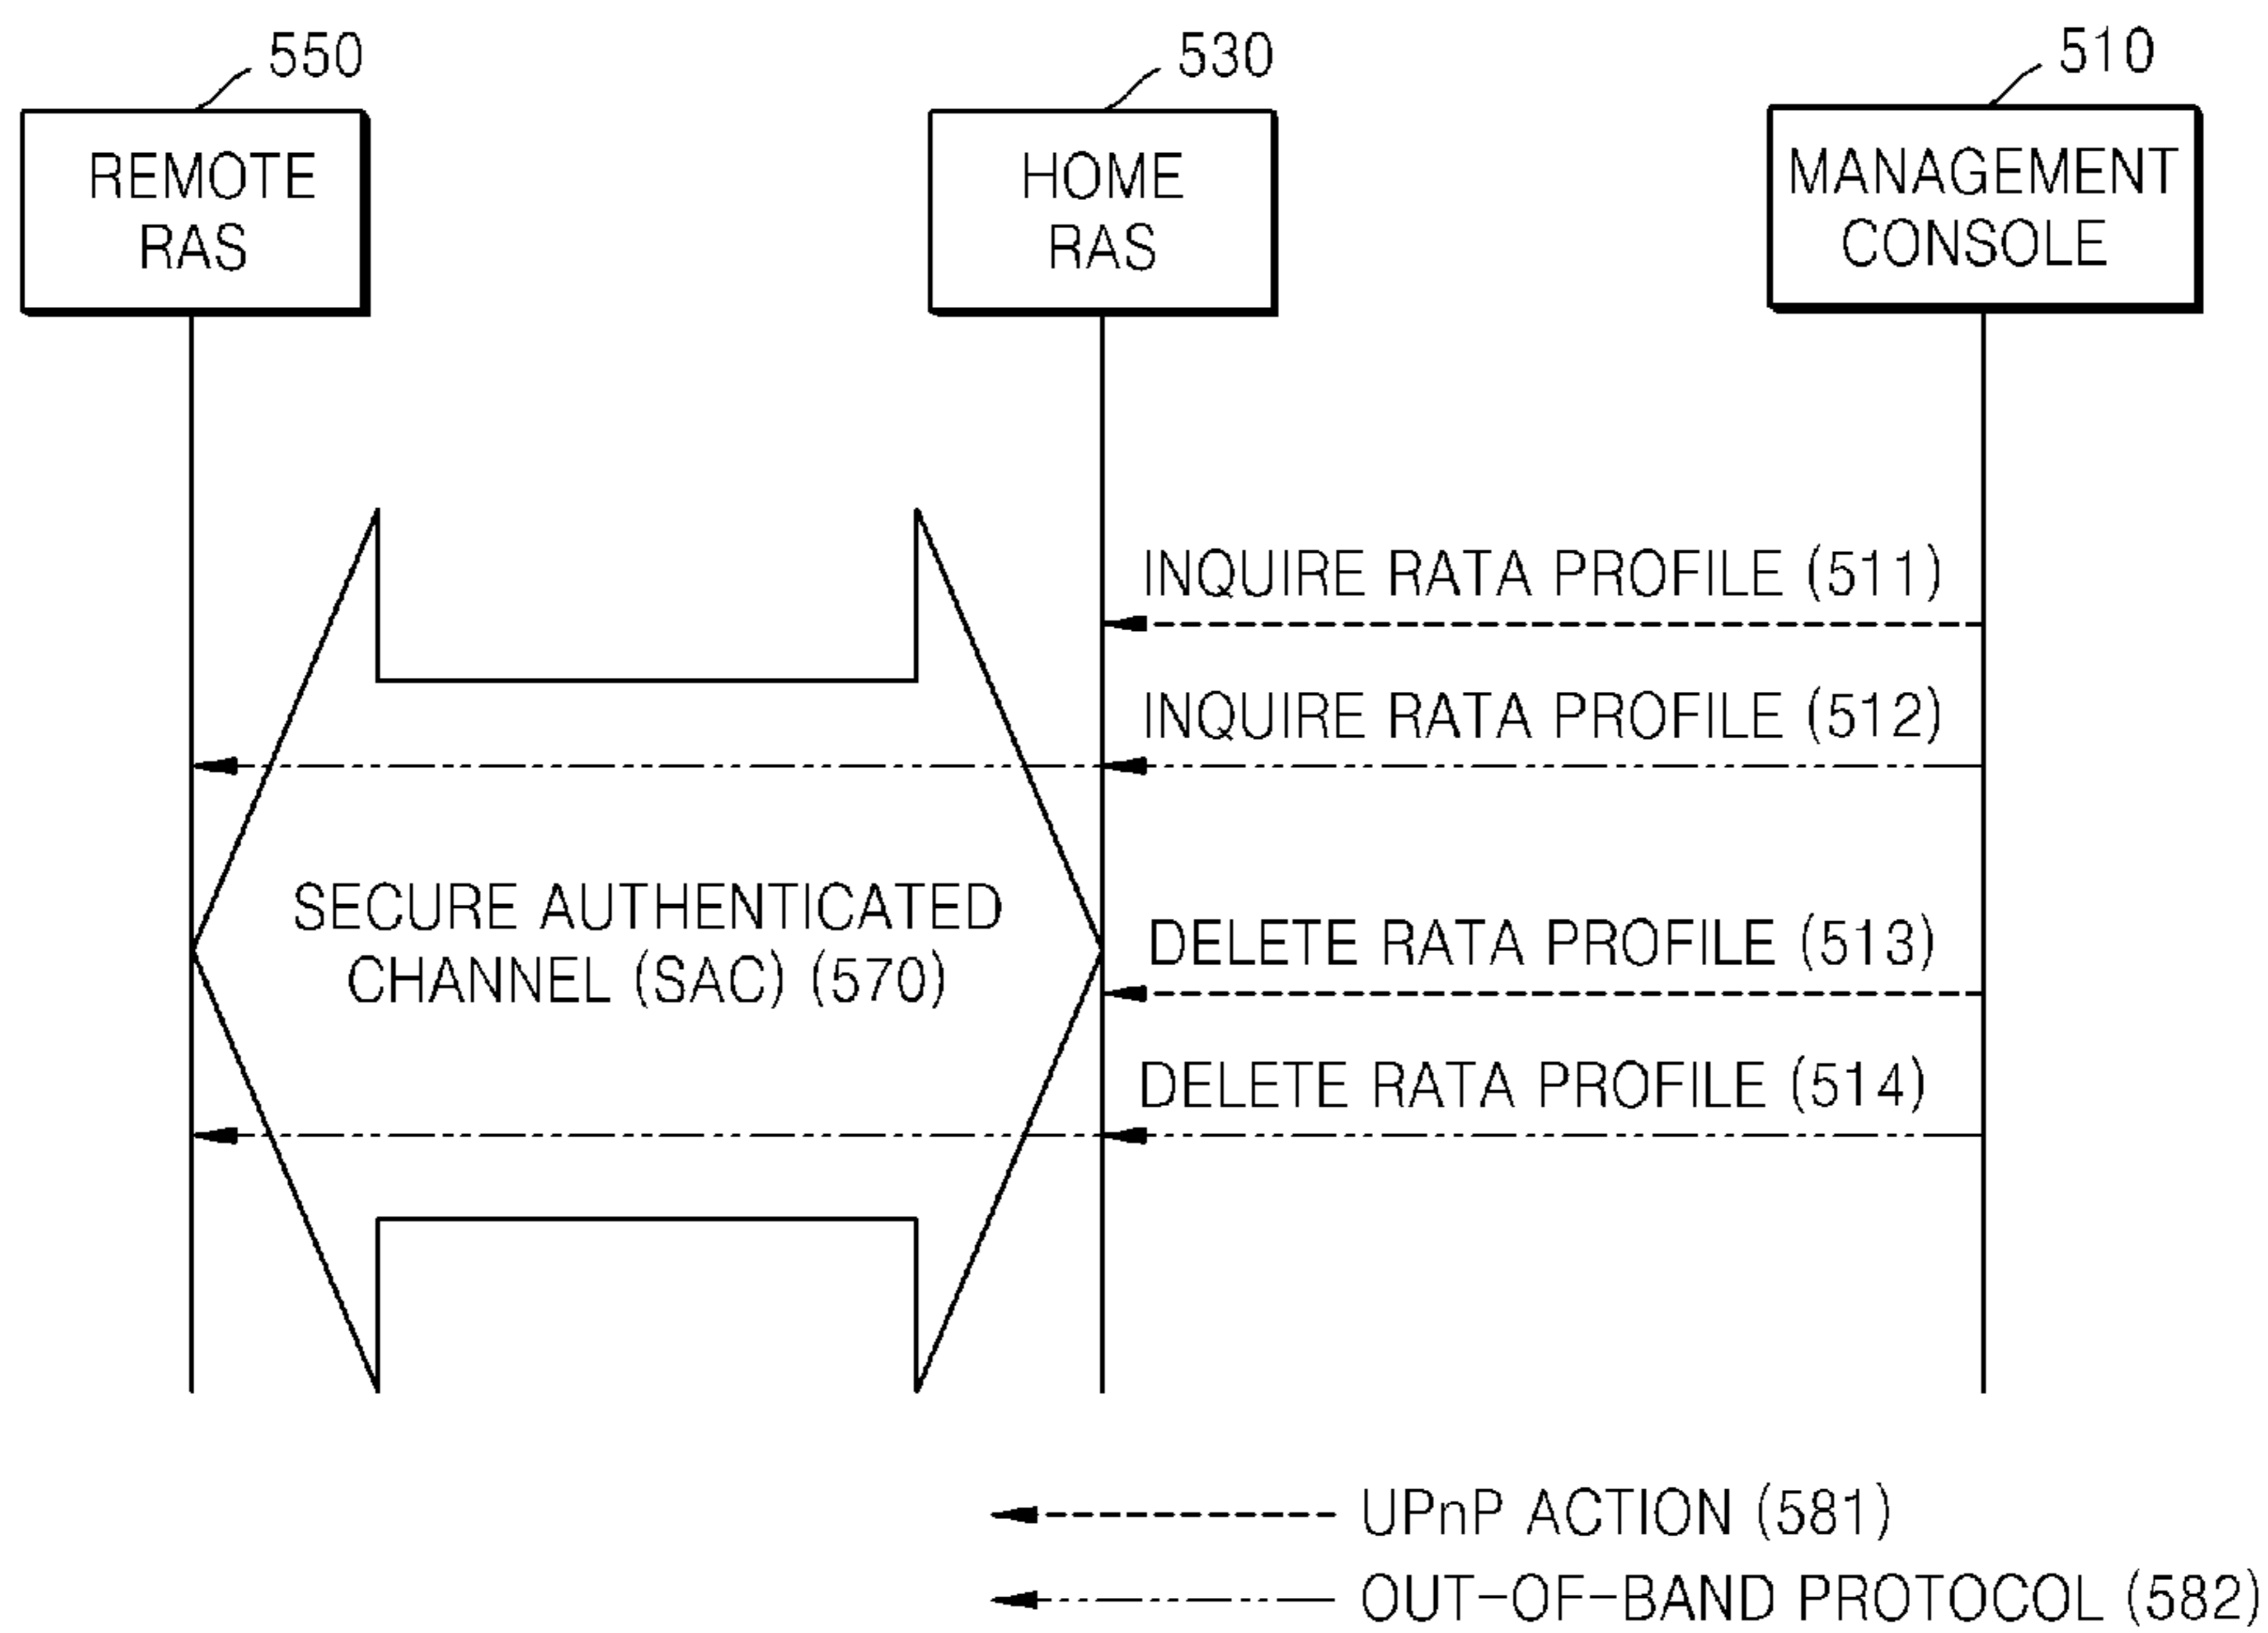 550
530
510
REMOTE
RAS
HOME
RAS
MANAGEMENT
CONSOLE
INQUIRE RATA PROFILE (511)
INQUIRE RATA PROFILE (512)
SECURE AUTHENTICATED
CHANNEL (SAC) (570)
DELETE RATA PROFILE (513)
DELETE RATA PROFILE (514)
UPnP ACTION (581)
OUT-OF-BAND PROTOCOL (582)